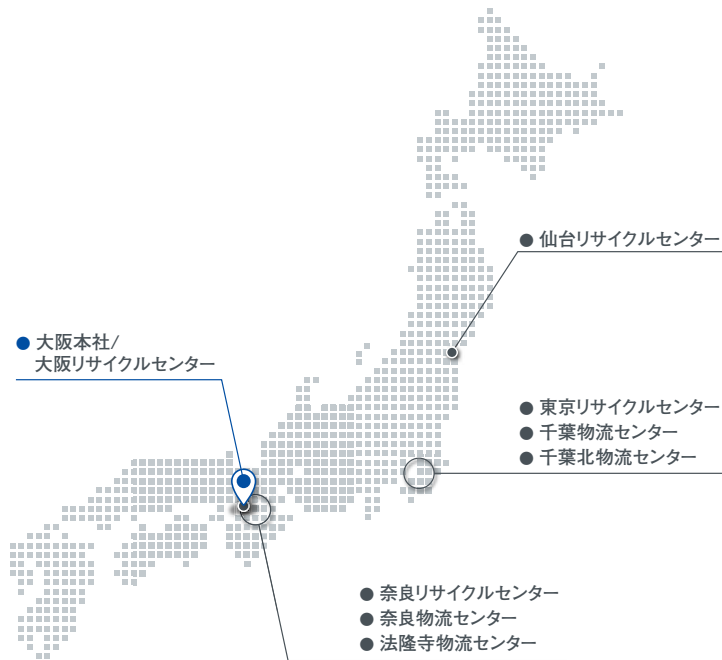 ● 仙台リサイクルセンター
● 大阪本社/
大阪リサイクルセンター
● 東京リサイクルセンター
● 千葉物流センター
● 千葉北物流センター
● 奈良リサイクルセンター
● 奈良物流センター
● 法隆寺物流センター